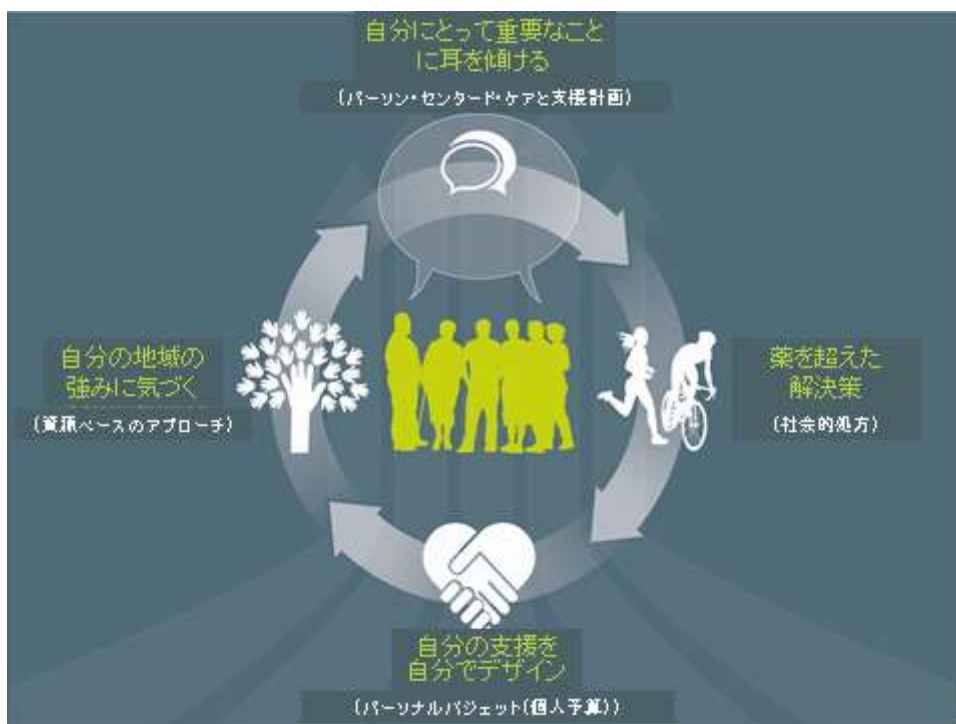 自分にとって重要なこと
に耳を傾ける
(パーソン・センタード・ケアと支援計画)
自分の地域の
強みに気づく
(資源ベースのアプローチ)
薬を超えた
解決策
(社会的処方)
自分の支援を
自分でデザイン
(パーソナルバジェット(個人予算))